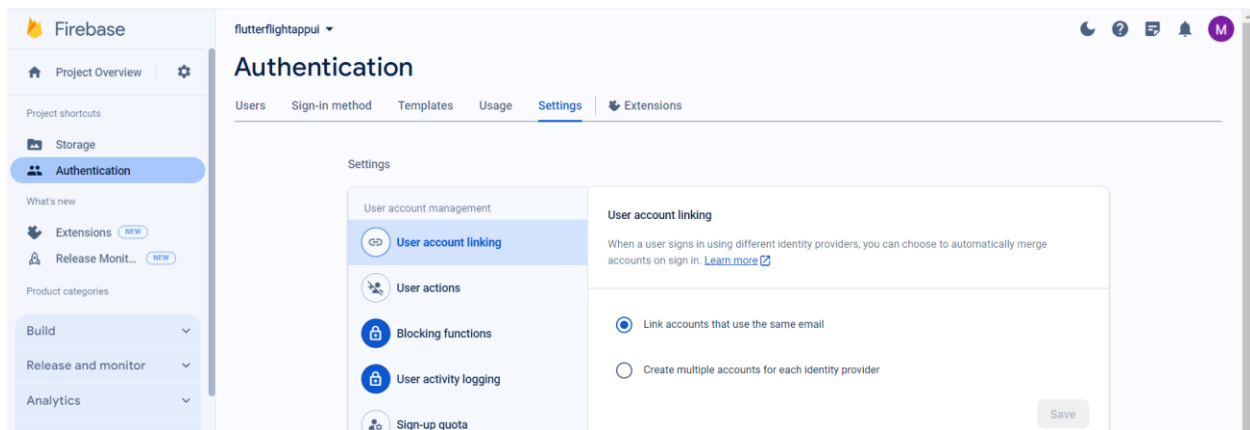 Firebase
flutterflightappui
M
Project Overview
Authentication
Users Sign-in method Templates Usage Settings Extensions
Project shortcuts
Storage
Authentication
What's new
Extensions NEW
Release Monit... NEW
Product categories
Build
Release and monitor
Analytics
Settings
User account management
User account linking
User actions
Blocking functions
User activity logging
Sign-up quota
User account linking
When a user signs in using different identity providers, you can choose to automatically merge
accounts on sign in. Learn more
Link accounts that use the same email
Create multiple accounts for each identity provider
Save